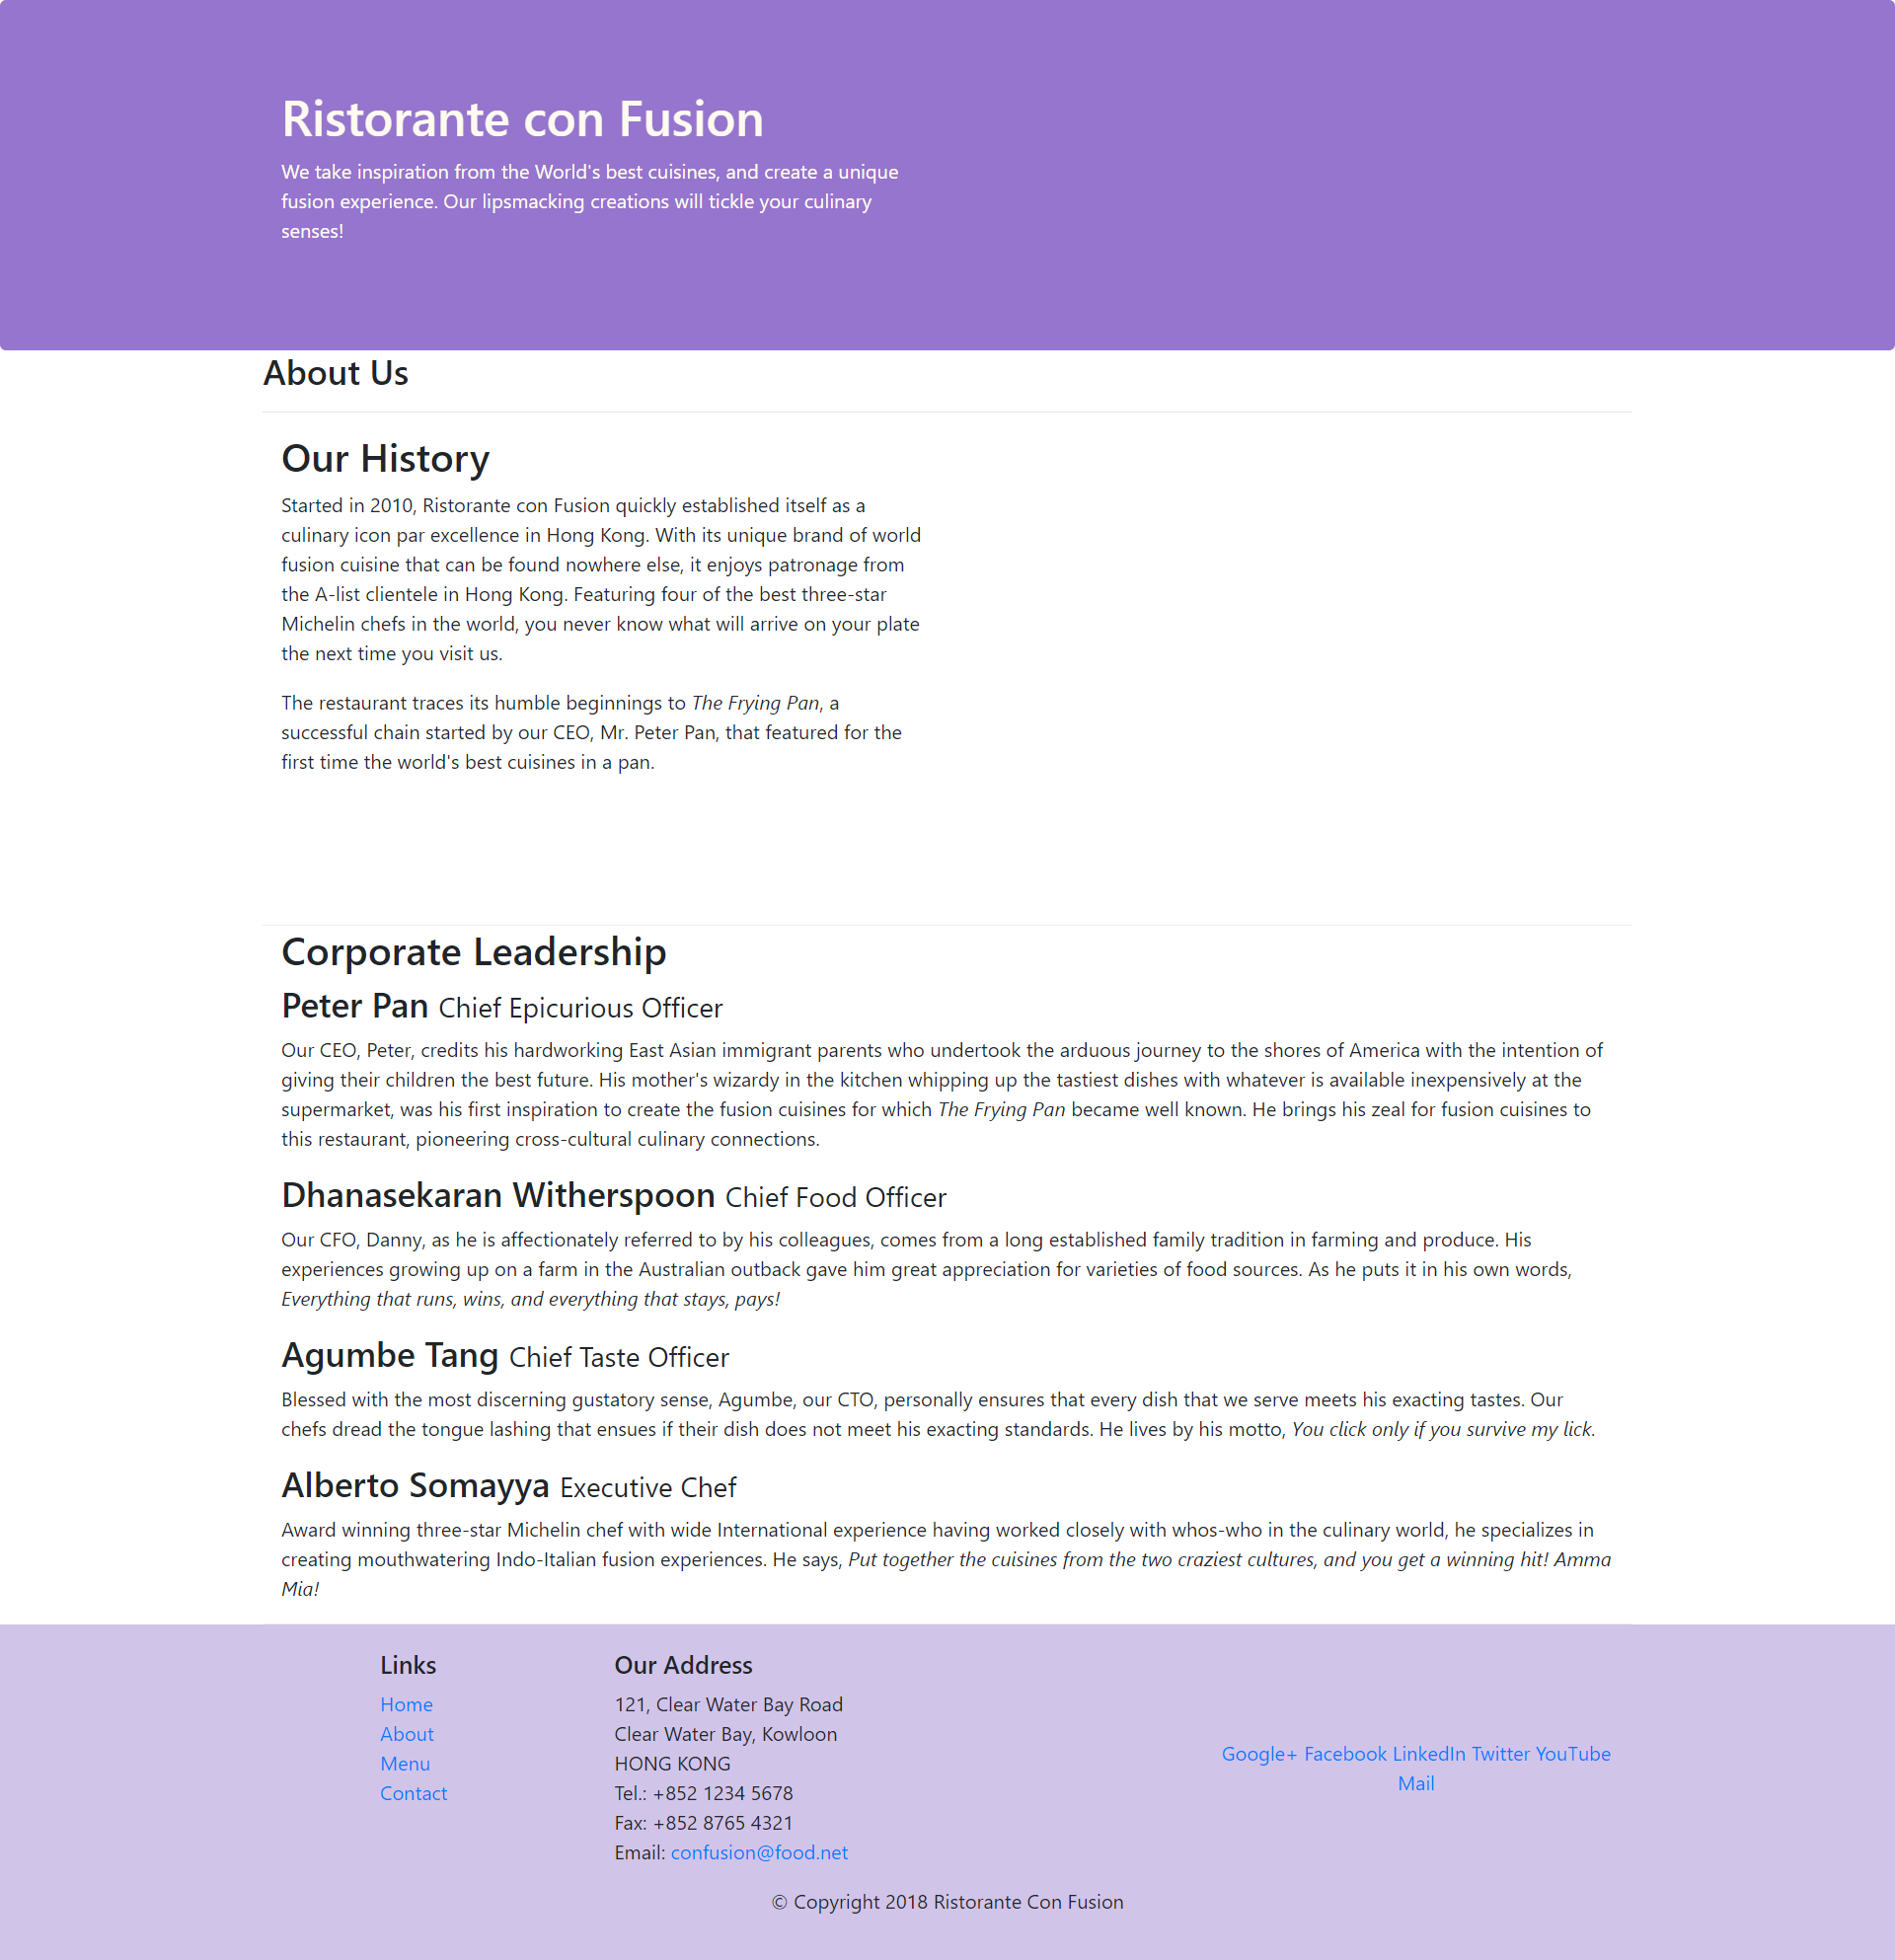 Ristorante con Fusion
We take inspiration from the World's best cuisines, and create a unique
fusion experience. Our lipsmacking creations will tickle your culinary
senses!
About Us
Our History
Started in 2010, Ristorante con Fusion quickly established itself as a
culinary icon par excellence in Hong Kong. With its unique brand of world
fusion cuisine that can be found nowhere else, it enjoys patronage from
the A-list clientele in Hong Kong. Featuring four of the best three-star
Michelin chefs in the world, you never know what will arrive on your plate
the next time you visit us.
The restaurant traces its humble beginnings to The Frying Pan, a
successful chain started by our CEO, Mr. Peter Pan, that featured for the
first time the world's best cuisines in a pan.
Corporate Leadership
Peter Pan Chief Epicurious Officer
Our CEO, Peter, credits his hardworking East Asian immigrant parents who undertook the arduous journey to the shores of America with the intention of
giving their children the best future. His mother's wizardy in the kitchen whipping up the tastiest dishes with whatever is available inexpensively at the
supermarket, was his first inspiration to create the fusion cuisines for which The Frying Pan became well known. He brings his zeal for fusion cuisines to
this restaurant, pioneering cross-cultural culinary connections.
Dhanasekaran Witherspoon Chief Food Officer
Our CFO, Danny, as he is affectionately referred to by his colleagues, comes from a long established family tradition in farming and produce. His
experiences growing up on a farm in the Australian outback gave him great appreciation for varieties of food sources. As he puts it in his own words,
Everything that runs, wins, and everything that stays, pays!
Agumbe Tang Chief Taste Officer
Blessed with the most discerning gustatory sense, Agumbe, our CTO, personally ensures that every dish that we serve meets his exacting tastes. Our
chefs dread the tongue lashing that ensues if their dish does not meet his exacting standards. He lives by his motto, You click only if you survive my lick.
Alberto Somayya Executive Chef
Award winning three-star Michelin chef with wide International experience having worked closely with whos-who in the culinary world, he specializes in
creating mouthwatering Indo-Italian fusion experiences. He says, Put together the cuisines from the two craziest cultures, and you get a winning hit! Amma
Mia!
Links
Home
About
Menu
Contact
Our Address
121, Clear Water Bay Road
Clear Water Bay, Kowloon
HONG KONG
Tel.: +852 1234 5678
Fax: +852 8765 4321
Email: confusion@food.net
Google+ Facebook LinkedIn Twitter YouTube
Mail
© Copyright 2018 Ristorante Con Fusion